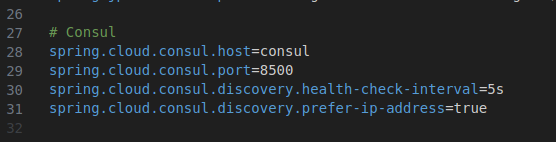 26
27 # Consul
28 spring.cloud.consul.host=consul
29 spring.cloud.consul.port=8500
30 spring.cloud.consul.discovery.health-check-interval=5s
31 spring.cloud.consul.discovery.prefer-ip-address=true
32